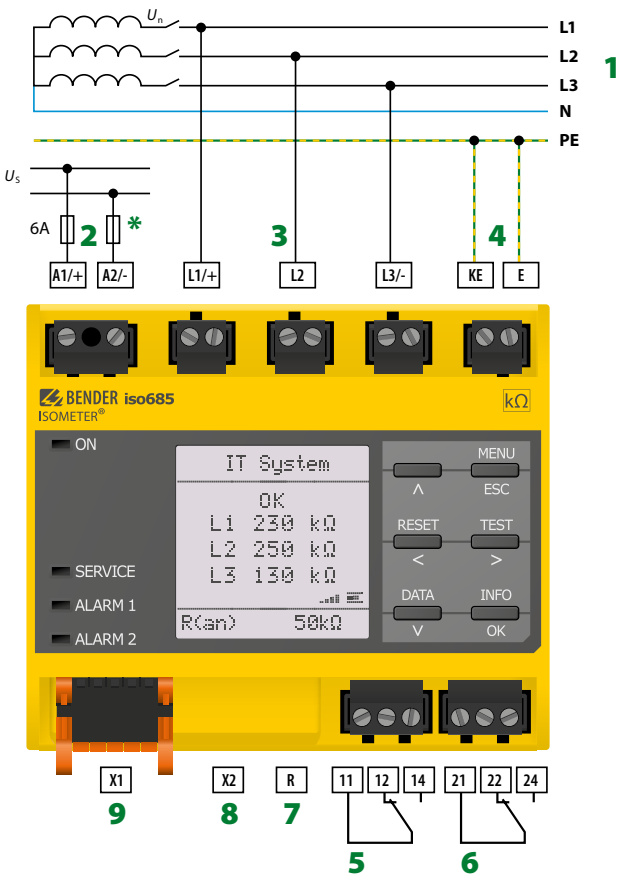 Un
L1
L2
1
L3
N
PE
Us
6A
2
*
3
4
A1/+
A2/-
L1/+
L2
L3/-
KE
E
BENDER iso685
ISOMETER®
kΩ
ON
IT System
OK
L1 230 kΩ
L2 250 kΩ
L3 130 kΩ
R(an) 50kΩ
MENU
∧
ESC
RESET
TEST
<
>
DATA
INFO
∨
OK
SERVICE
ALARM 1
ALARM 2
X1
X2
R
11
12
14
21
22
24
9
8
7
5
6